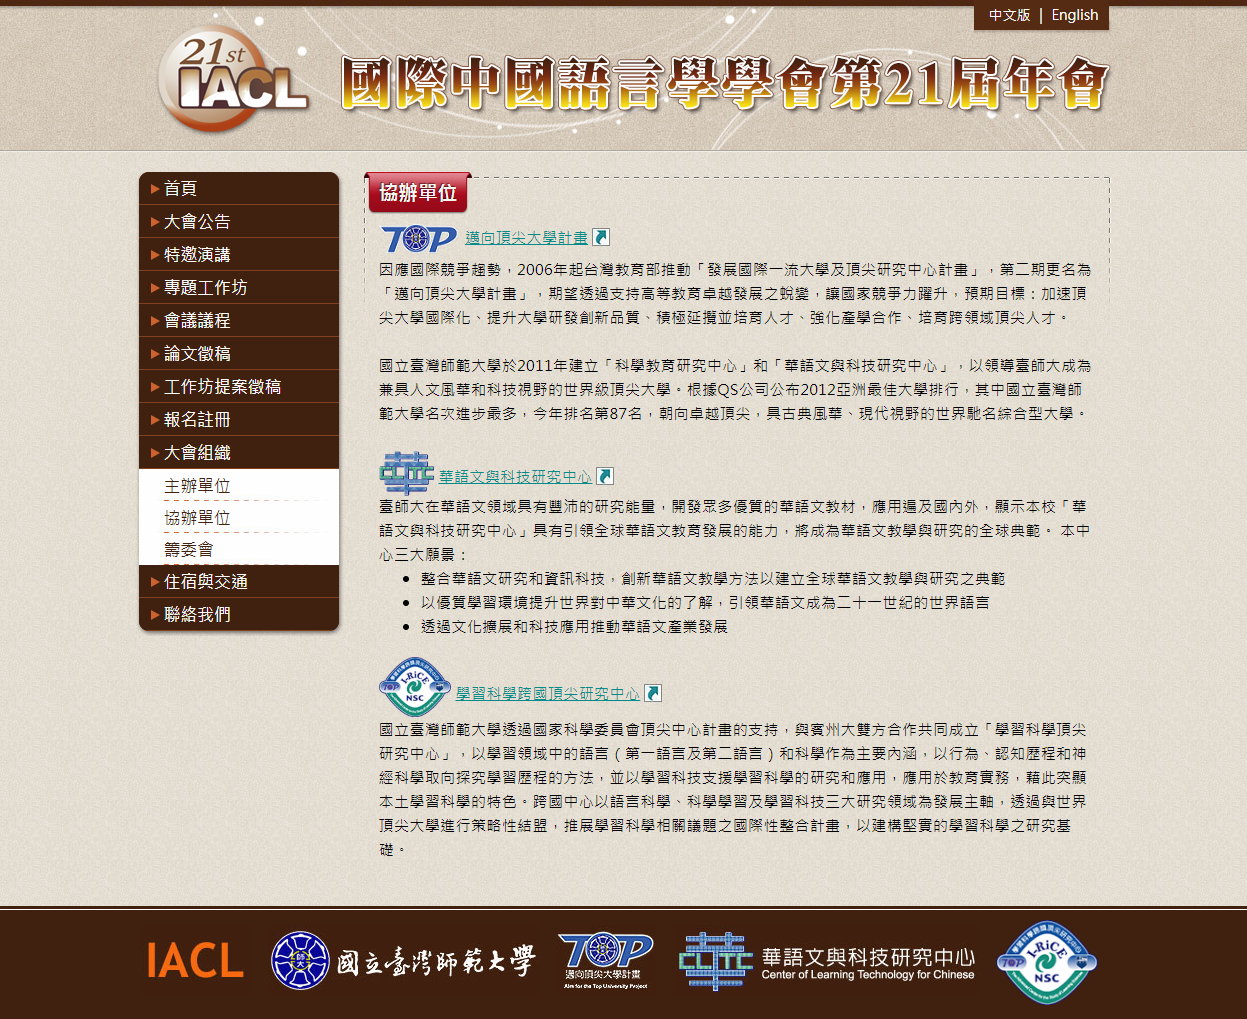 中文版 | English
21st
IACL
國際中國語言學學會第21屆年會
首頁
大會公告
特邀演講
專題工作坊
會議議程
論文徵稿
工作坊提案徵稿
報名註冊
大會組織
主辦單位
協辦單位
籌委會
住宿與交通
聯絡我們
協辦單位
TOP 邁向頂尖大學計畫
因應國際競爭趨勢，2006年起台灣教育部推動「發展國際一流大學及頂尖研究中心計畫」，第二期更名為
「邁向頂尖大學計畫」，期望透過支持高等教育卓越發展之蛻變，讓國家競爭力躍升，預期目標：加速頂
尖大學國際化、提升大學研發創新品質、積極延攬並培育人才、強化產學合作、培育跨領域頂尖人才。
國立臺灣師範大學於2011年建立「科學教育研究中心」和「華語文與科技研究中心」，以領導臺師大成為
兼具人文風華和科技視野的世界級頂尖大學。根據QS公司公布2012亞洲最佳大學排行，其中國立臺灣師
範大學名次進步最多，今年排名第87名，朝向卓越頂尖，具古典風華、現代視野的世界馳名綜合型大學。
CLTC 華語文與科技研究中心
臺師大在華語文領域具有豐沛的研究能量，開發眾多優質的華語文教材，應用遍及國內外，顯示本校「華
語文與科技研究中心」具有引領全球華語文教育發展的能力，將成為華語文教學與研究的全球典範。 本中
心三大願景：
• 整合華語文研究和資訊科技，創新華語文教學方法以建立全球華語文教學與研究之典範
• 以優質學習環境提升世界對中華文化的了解，引領華語文成為二十一世紀的世界語言
• 透過文化擴展和科技應用推動華語文產業發展
I-RiCE
TOP
NSC
學習科學跨國頂尖研究中心
國立臺灣師範大學透過國家科學委員會頂尖中心計畫的支持，與賓州大雙方合作共同成立「學習科學頂尖
研究中心」，以學習領域中的語言（第一語言及第二語言）和科學作為主要內涵，以行為、認知歷程和神
經科學取向探究學習歷程的方法，並以學習科技支援學習科學的研究和應用，應用於教育實務，藉此突顯
本土學習科學的特色。跨國中心以語言科學、科學學習及學習科技三大研究領域為發展主軸，透過與世界
頂尖大學進行策略性結盟，推展學習科學相關議題之國際性整合計畫，以建構堅實的學習科學之研究基
礎。
IACL
師大
國立臺灣師範大學
TOP
邁向頂尖大學計畫
Aim for the Top University Project
CLTC
華語文與科技研究中心
Center of Learning Technology for Chinese
I-RiCE
TOP
NSC